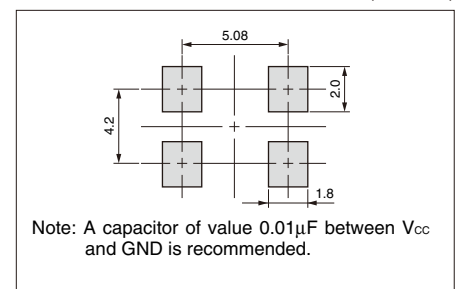 5.08
4.2
2.0
1.8
Note: A capacitor of value 0.01μF between Vcc
and GND is recommended.